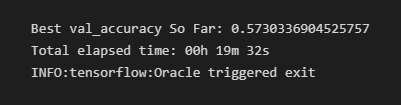 Best val_accuracy So Far: 0.5730336904525757
Total elapsed time: 00h 19m 32s
INFO:tensorflow:Oracle triggered exit